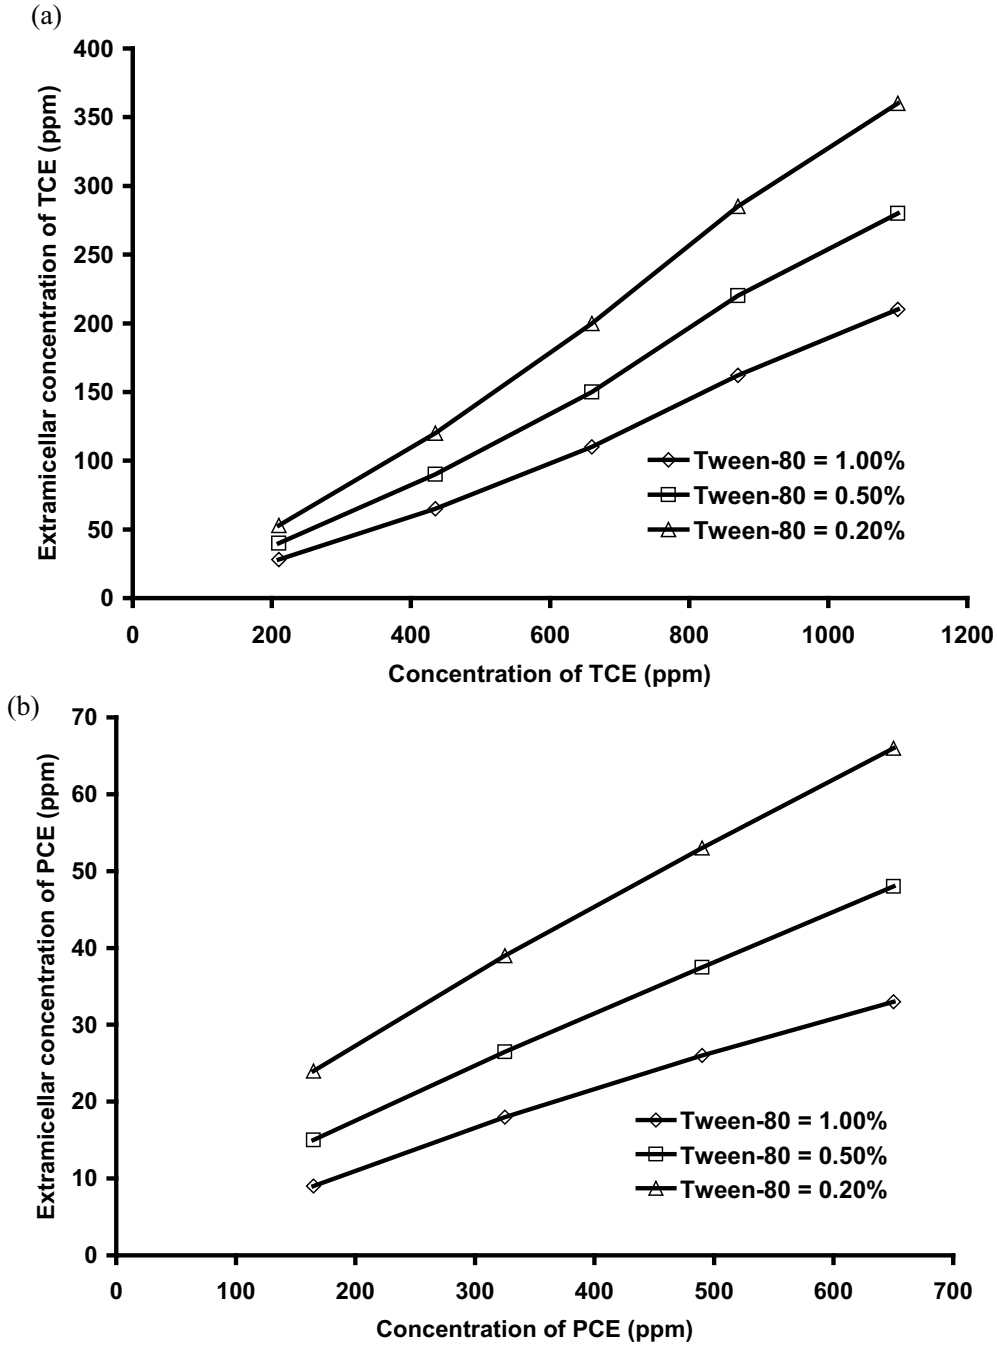 (a)
400
350
300
250
200
150
100
50
0
Extramicellar concentration of TCE (ppm)
Tween-80 = 1.00%
Tween-80 = 0.50%
Tween-80 = 0.20%
0 200 400 600 800 1000 1200
Concentration of TCE (ppm)
(b)
70
60
50
40
30
20
10
0
Extramicellar concentration of PCE (ppm)
Tween-80 = 1.00%
Tween-80 = 0.50%
Tween-80 = 0.20%
0 100 200 300 400 500 600 700
Concentration of PCE (ppm)